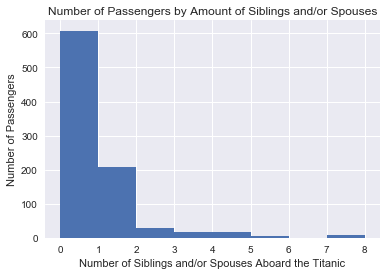 Number of Passengers by Amount of Siblings and/or Spouses
600
500
400
300
200
100
0
Number of Passengers
0 1 2 3 4 5 6 7 8
Number of Siblings and/or Spouses Aboard the Titanic